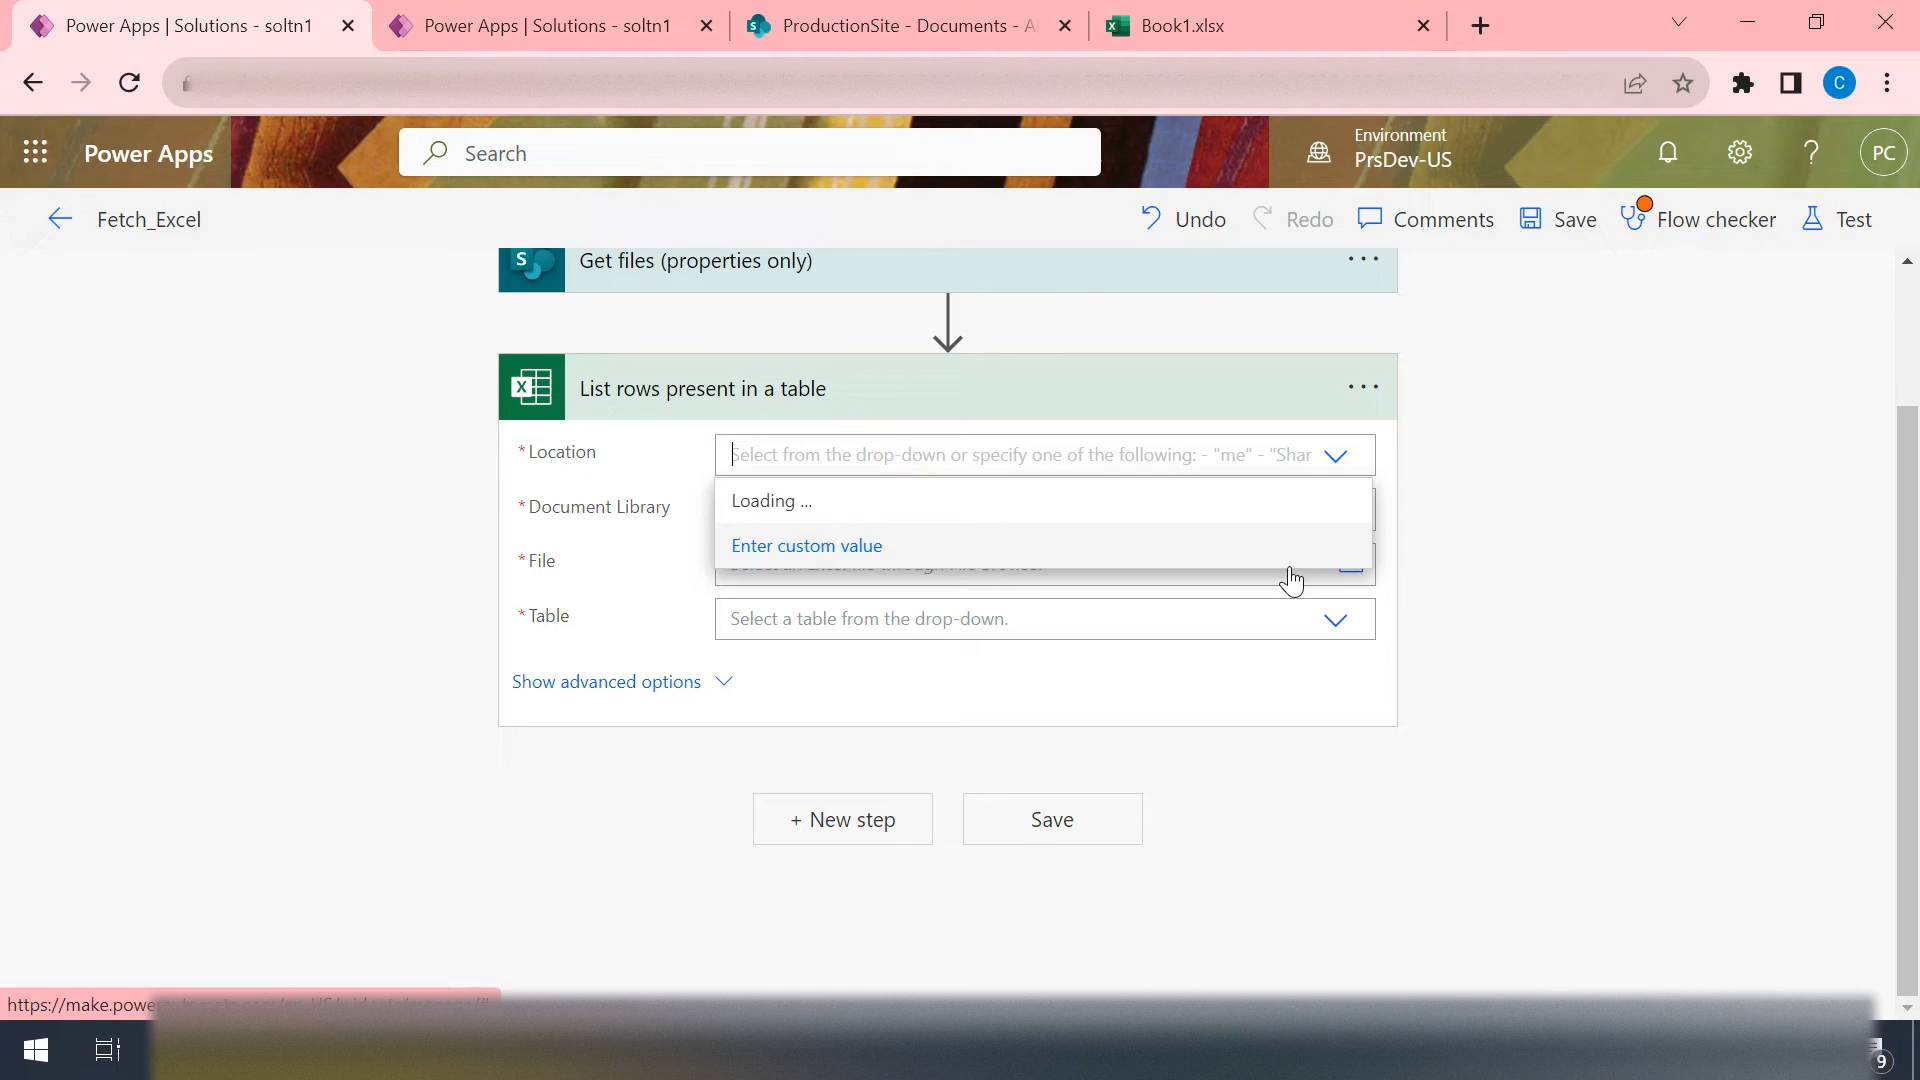 Power Apps | Solutions - soltn1
Power Apps | Solutions - soltn1
ProductionSite - Documents - A
Book1.xlsx
C
Power Apps
Search
Environment
PrsDev-US
PC
Fetch_Excel
Undo
Redo
Comments
Save
Flow checker
Test
S
Get files (properties only)
X
List rows present in a table
* Location
Select from the drop-down or specify one of the following: - "me" - "Shar
Loading ...
* Document Library
Enter custom value
* File
* Table
Select a table from the drop-down.
Show advanced options
+ New step
Save
https://make.powe
9